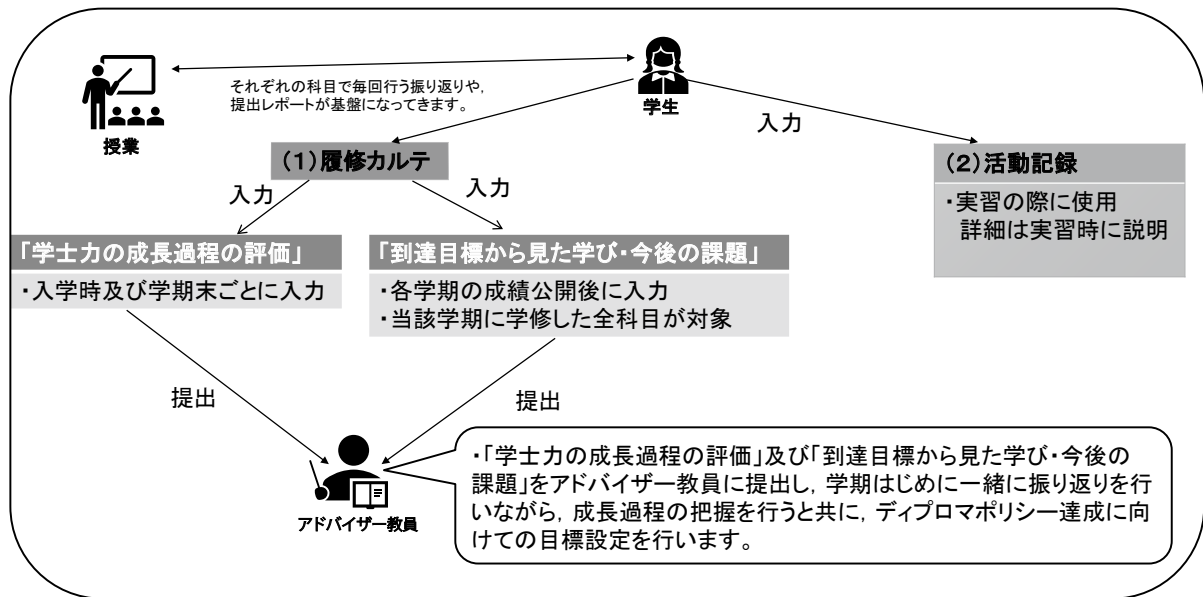 それぞれの科目で毎回行う振り返りや,
提出レポートが基盤になってきます。
授業
学生
入力
(1)履修カルテ
(2)活動記録
・実習の際に使用
詳細は実習時に説明
入力
入力
「学士力の成長過程の評価」
・入学時及び学期末ごとに入力
「到達目標から見た学び・今後の課題」
・各学期の成績公開後に入力
・当該学期に学修した全科目が対象
提出
提出
アドバイザー教員
・「学士力の成長過程の評価」及び「到達目標から見た学び・今後の
課題」をアドバイザー教員に提出し, 学期はじめに一緒に振り返りを行
いながら, 成長過程の把握を行うと共に, ディプロマポリシー達成に向
けての目標設定を行います。